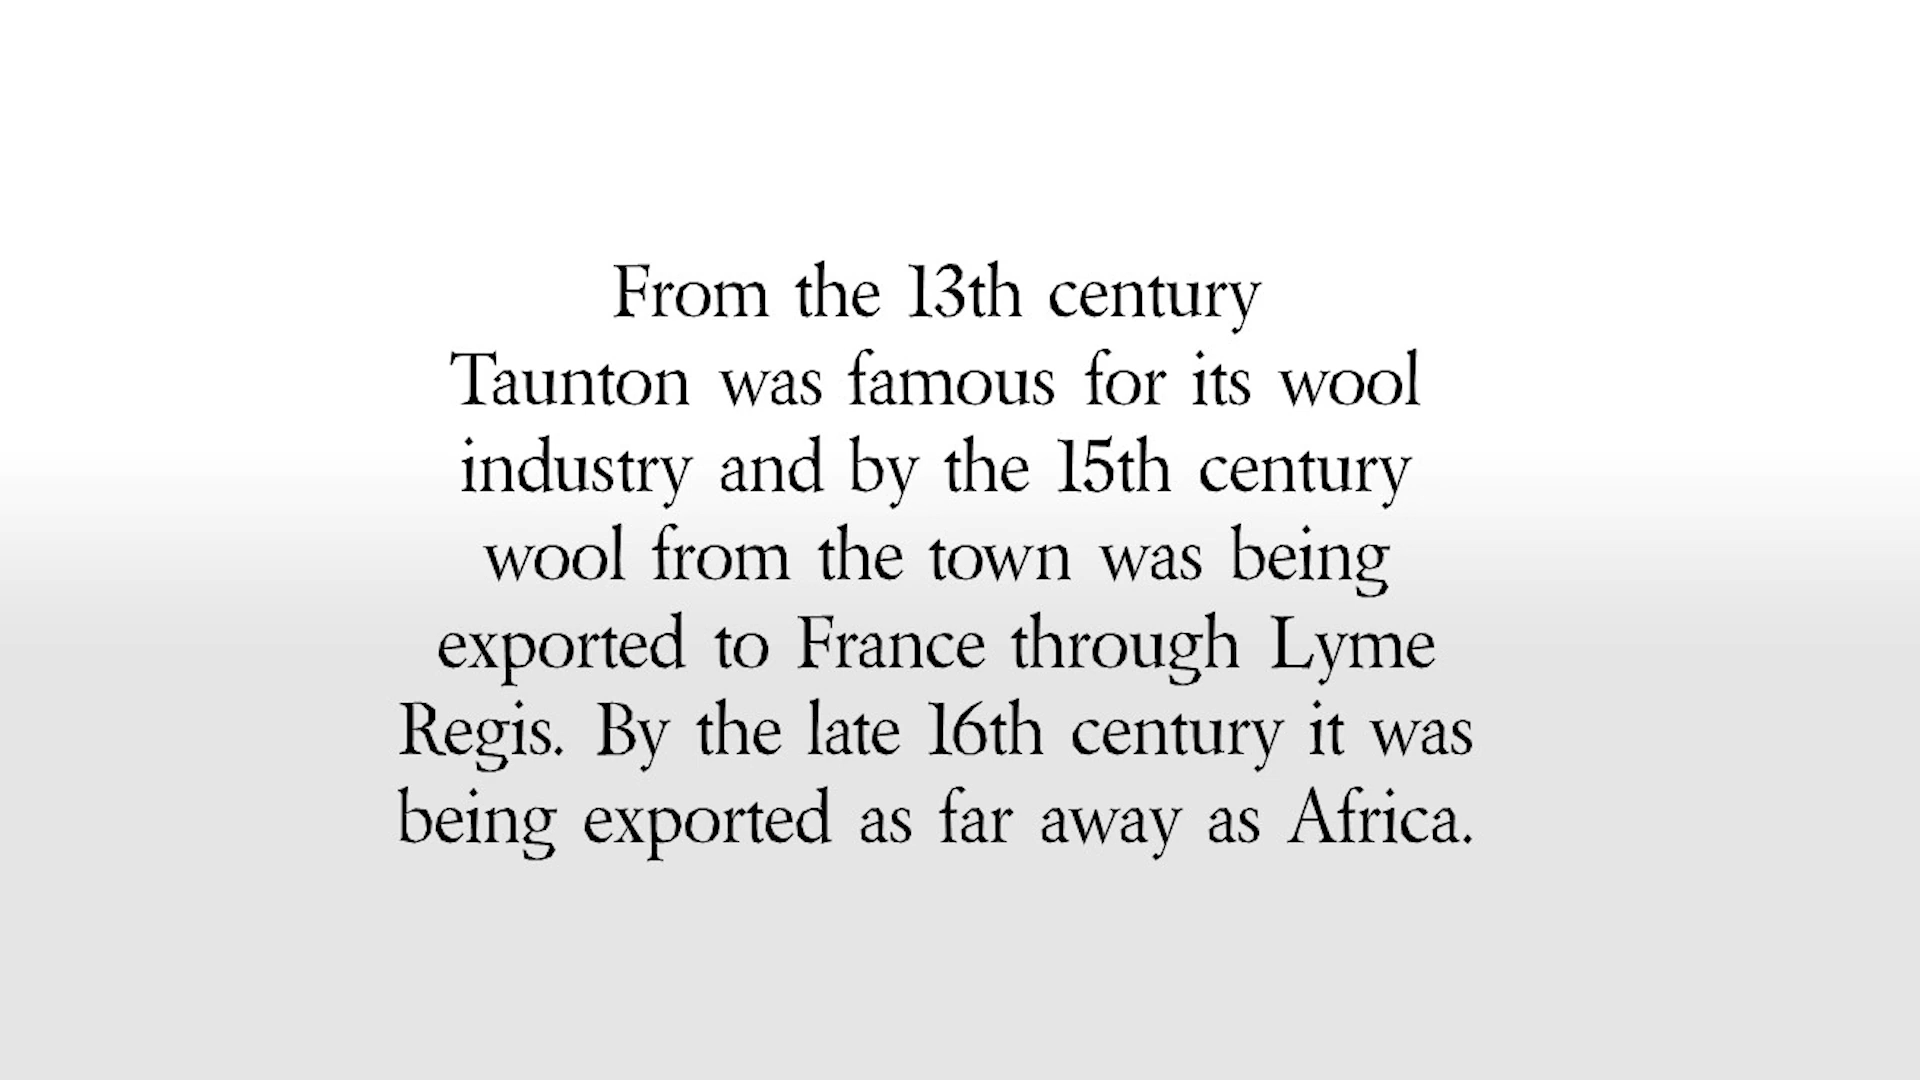 From the 13th century
Taunton was famous for its wool
industry and by the 15th century
wool from the town was being
exported to France through Lyme
Regis. By the late 16th century it was
being exported as far away as Africa.